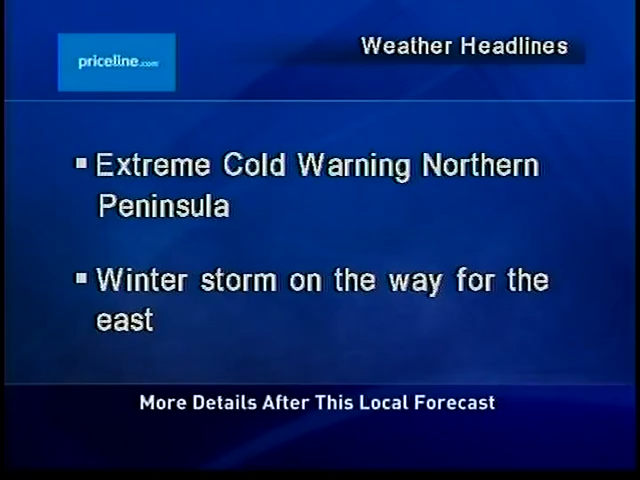 priceline.com
Weather Headlines
▪ Extreme Cold Warning Northern
Peninsula
▪ Winter storm on the way for the
east
More Details After This Local Forecast